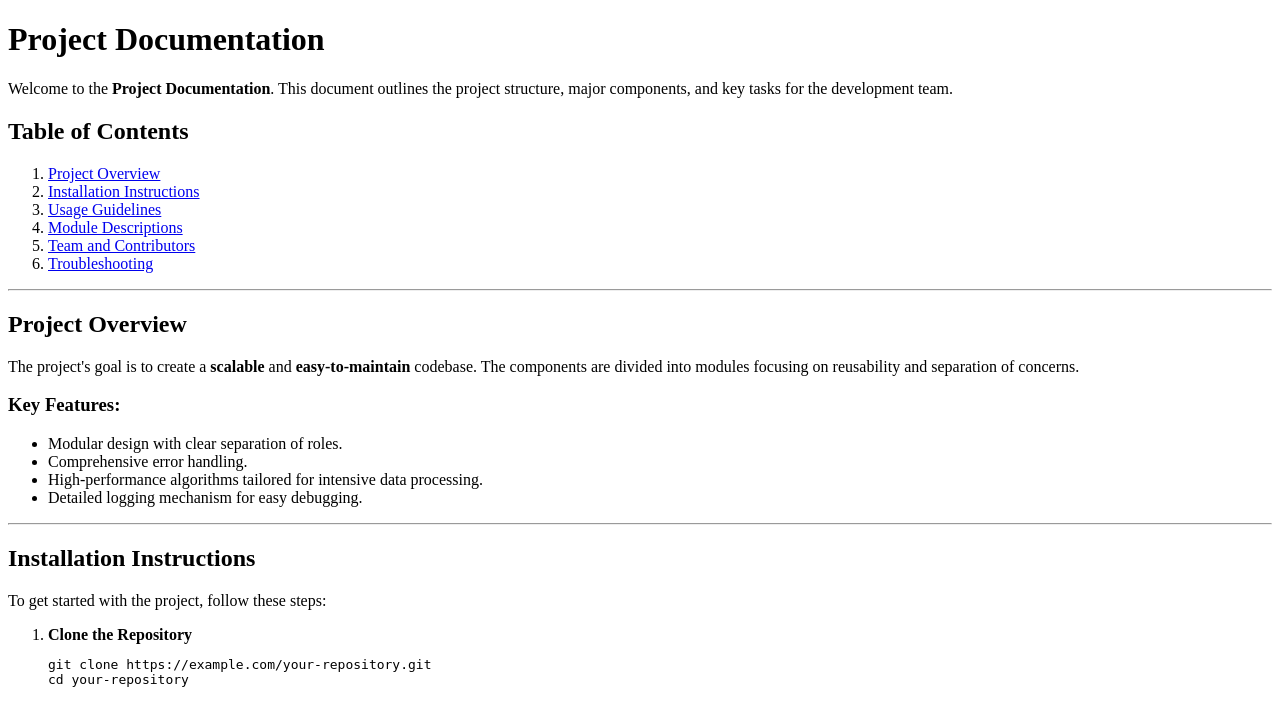 Project Documentation
Welcome to the Project Documentation. This document outlines the project structure, major components, and key tasks for the development team.
Table of Contents
1. Project Overview
2. Installation Instructions
3. Usage Guidelines
4. Module Descriptions
5. Team and Contributors
6. Troubleshooting
Project Overview
The project's goal is to create a scalable and easy-to-maintain codebase. The components are divided into modules focusing on reusability and separation of concerns.
Key Features:
• Modular design with clear separation of roles.
• Comprehensive error handling.
• High-performance algorithms tailored for intensive data processing.
• Detailed logging mechanism for easy debugging.
Installation Instructions
To get started with the project, follow these steps:
1. Clone the Repository
git clone https://example.com/your-repository.git
cd your-repository